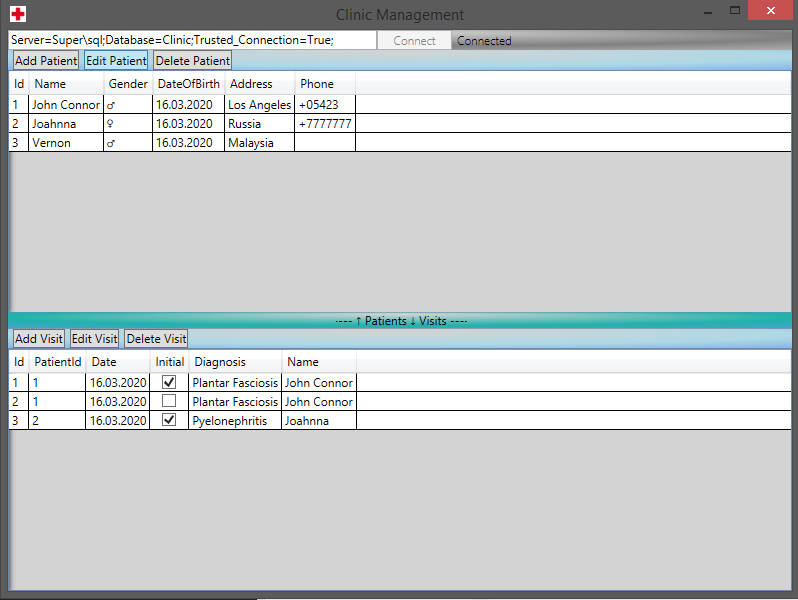 Clinic Management
Server=Super\sql;Database=Clinic;Trusted_Connection=True; Connect Connected
Add Patient Edit Patient Delete Patient
Id Name Gender DateOfBirth Address Phone
1 John Connor ♂ 16.03.2020 Los Angeles +05423
2 Joahnna ♀ 16.03.2020 Russia +7777777
3 Vernon ♂ 16.03.2020 Malaysia
---- ↑ Patients ↓ Visits ----
Add Visit Edit Visit Delete Visit
Id PatientId Date Initial Diagnosis Name
1 1 16.03.2020 Plantar Fasciosis John Connor
2 1 16.03.2020 Plantar Fasciosis John Connor
3 2 16.03.2020 Pyelonephritis Joahnna